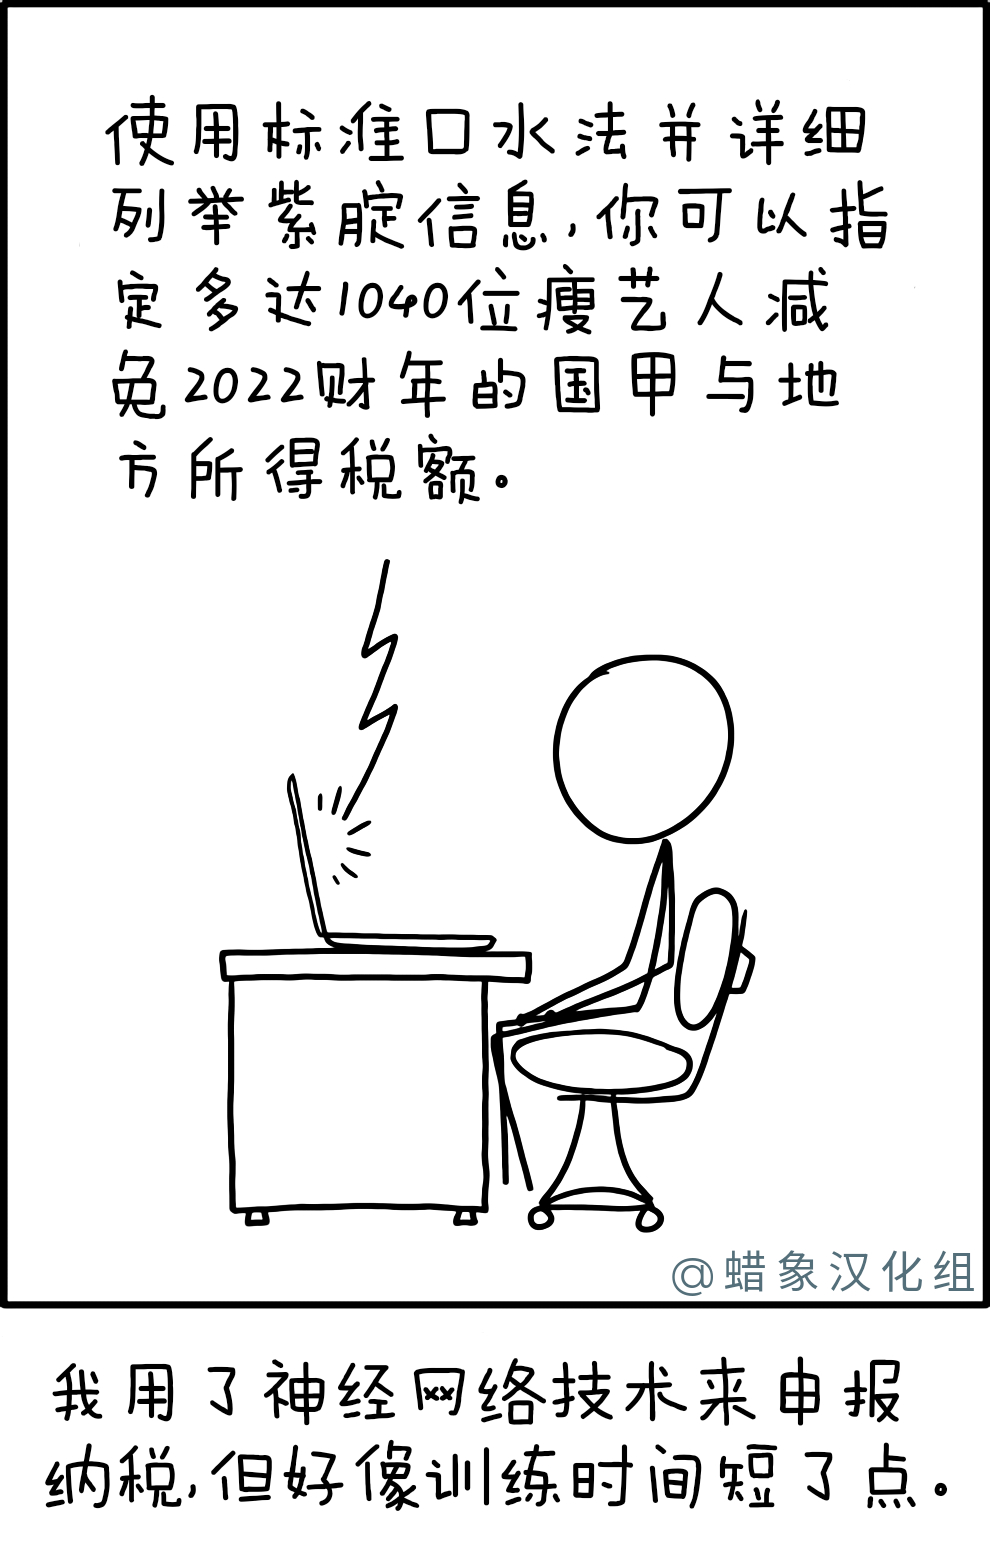 使用标准口水法并详细
列举紫腚信息,你可以指
定多达1040位瘦艺人减
免2022财年的国甲与地
方所得税额。
@蜡象汉化组
我用了神经网络技术来申报
纳税,但好像训练时间短了点。